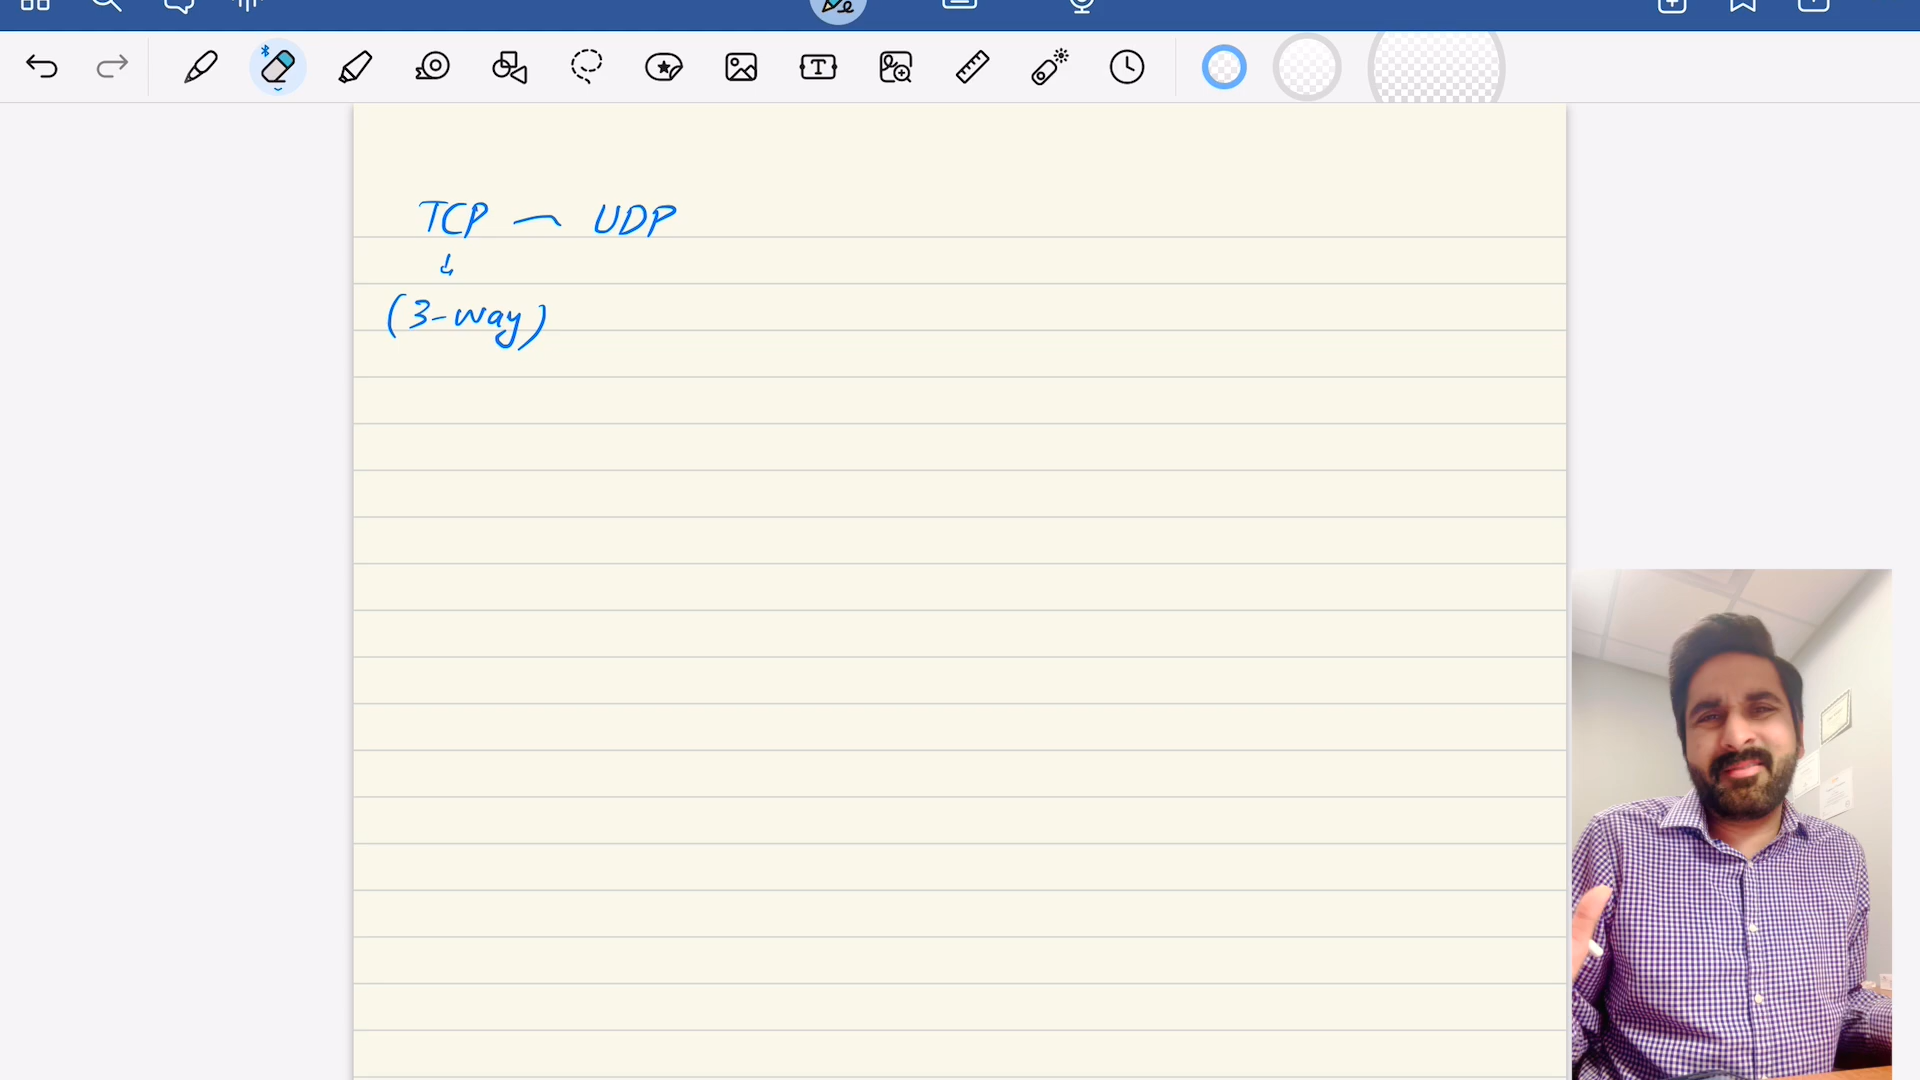 TCP — UDP
↓
(3-way)